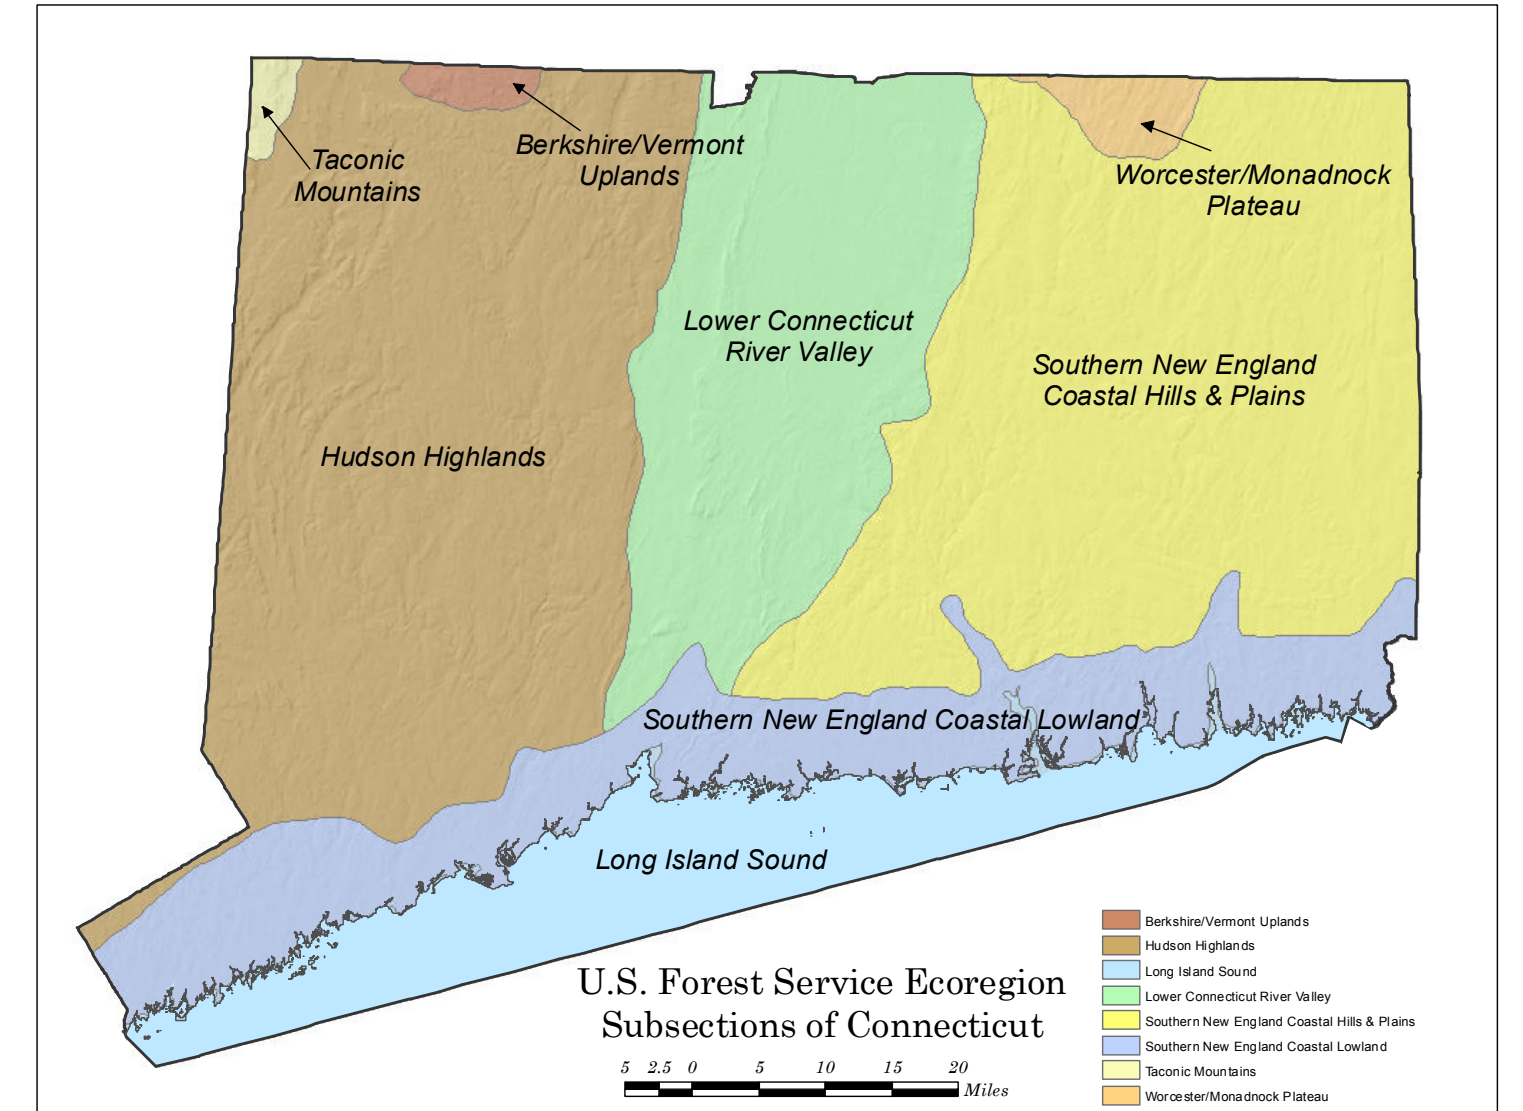 Taconic
Mountains
Berkshire/Vermont
Uplands
Worcester/Monadnock
Plateau
Lower Connecticut
River Valley
Southern New England
Coastal Hills & Plains
Hudson Highlands
Southern New England Coastal Lowland
Long Island Sound
U.S. Forest Service Ecoregion
Subsections of Connecticut
5 2.5 0 5 10 15 20
Miles
Berkshire/Vermont Uplands
Hudson Highlands
Long Island Sound
Lower Connecticut River Valley
Southern New England Coastal Hills & Plains
Southern New England Coastal Lowland
Taconic Mountains
Worcester/Monadnock Plateau